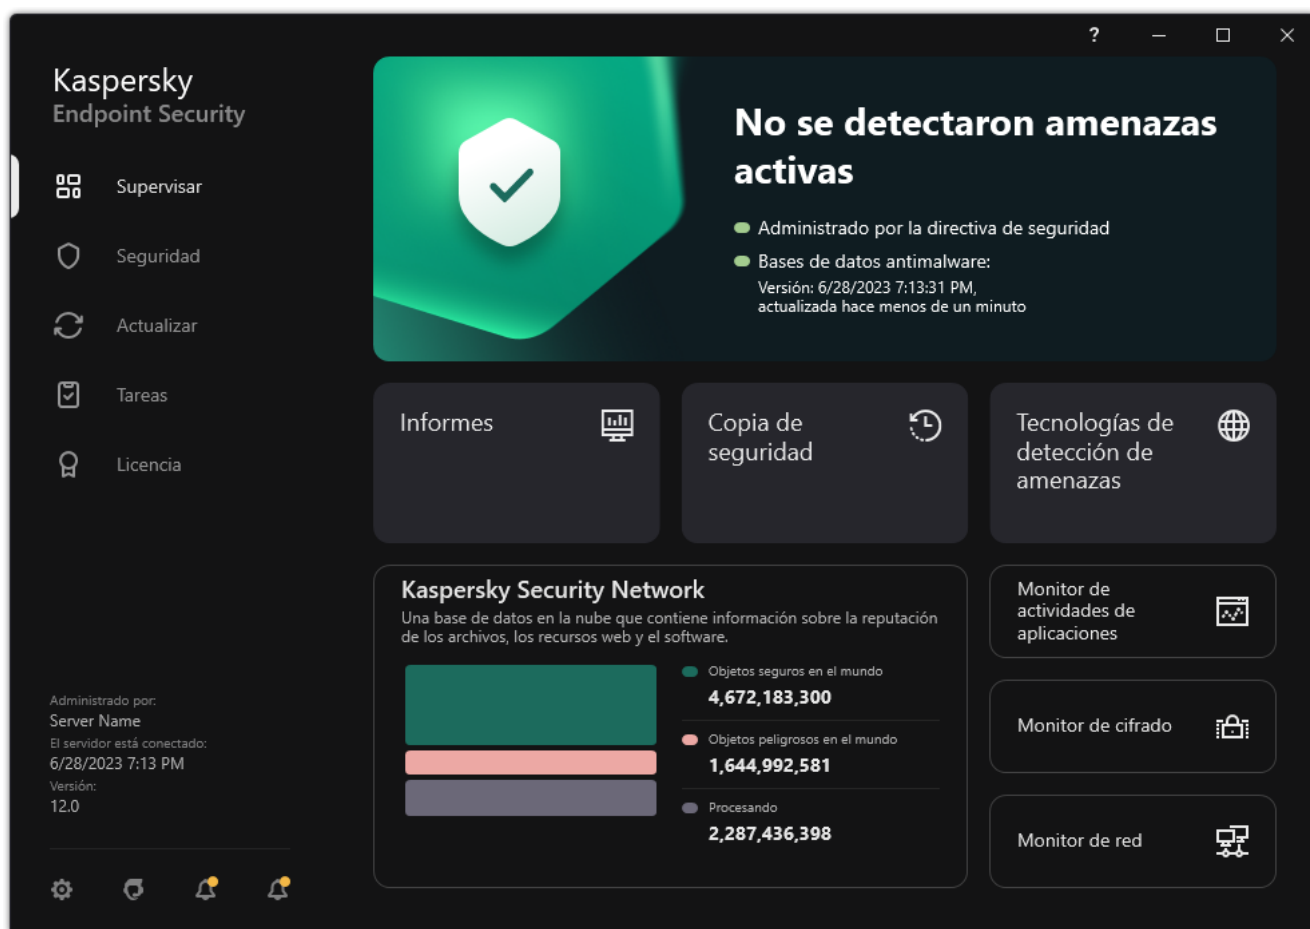 ?
Kaspersky
Endpoint Security
Supervisar
Seguridad
Actualizar
Tareas
Licencia
Administrado por:
Server Name
El servidor está conectado:
6/28/2023 7:13 PM
Versión:
12.0
No se detectaron amenazas
activas
Administrado por la directiva de seguridad
Bases de datos antimalware:
Versión: 6/28/2023 7:13:31 PM,
actualizada hace menos de un minuto
Informes
Copia de
seguridad
Tecnologías de
detección de
amenazas
Kaspersky Security Network
Una base de datos en la nube que contiene información sobre la reputación
de los archivos, los recursos web y el software.
Objetos seguros en el mundo
4,672,183,300
Objetos peligrosos en el mundo
1,644,992,581
Procesando
2,287,436,398
Monitor de
actividades de
aplicaciones
Monitor de cifrado
Monitor de red